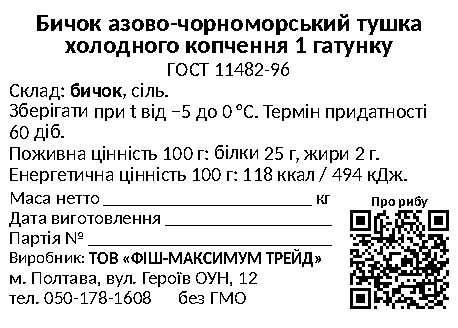 Бичок азово-чорноморський тушка
холодного копчення 1 гатунку
ГОСТ 11482-96
Склад: бичок, сіль.
Зберігати при t від −5 до 0 °С. Термін придатності
60 діб.
Поживна цінність 100 г: білки 25 г, жири 2 г.
Енергетична цінність 100 г: 118 ккал / 494 кДж.
Маса нетто ______________________ кг
Про рибу
Дата виготовлення __________________
Партія № __________________________
Виробник: ТОВ «ФІШ-МАКСИМУМ ТРЕЙД»
м. Полтава, вул. Героїв ОУН, 12
тел. 050-178-1608 без ГМО